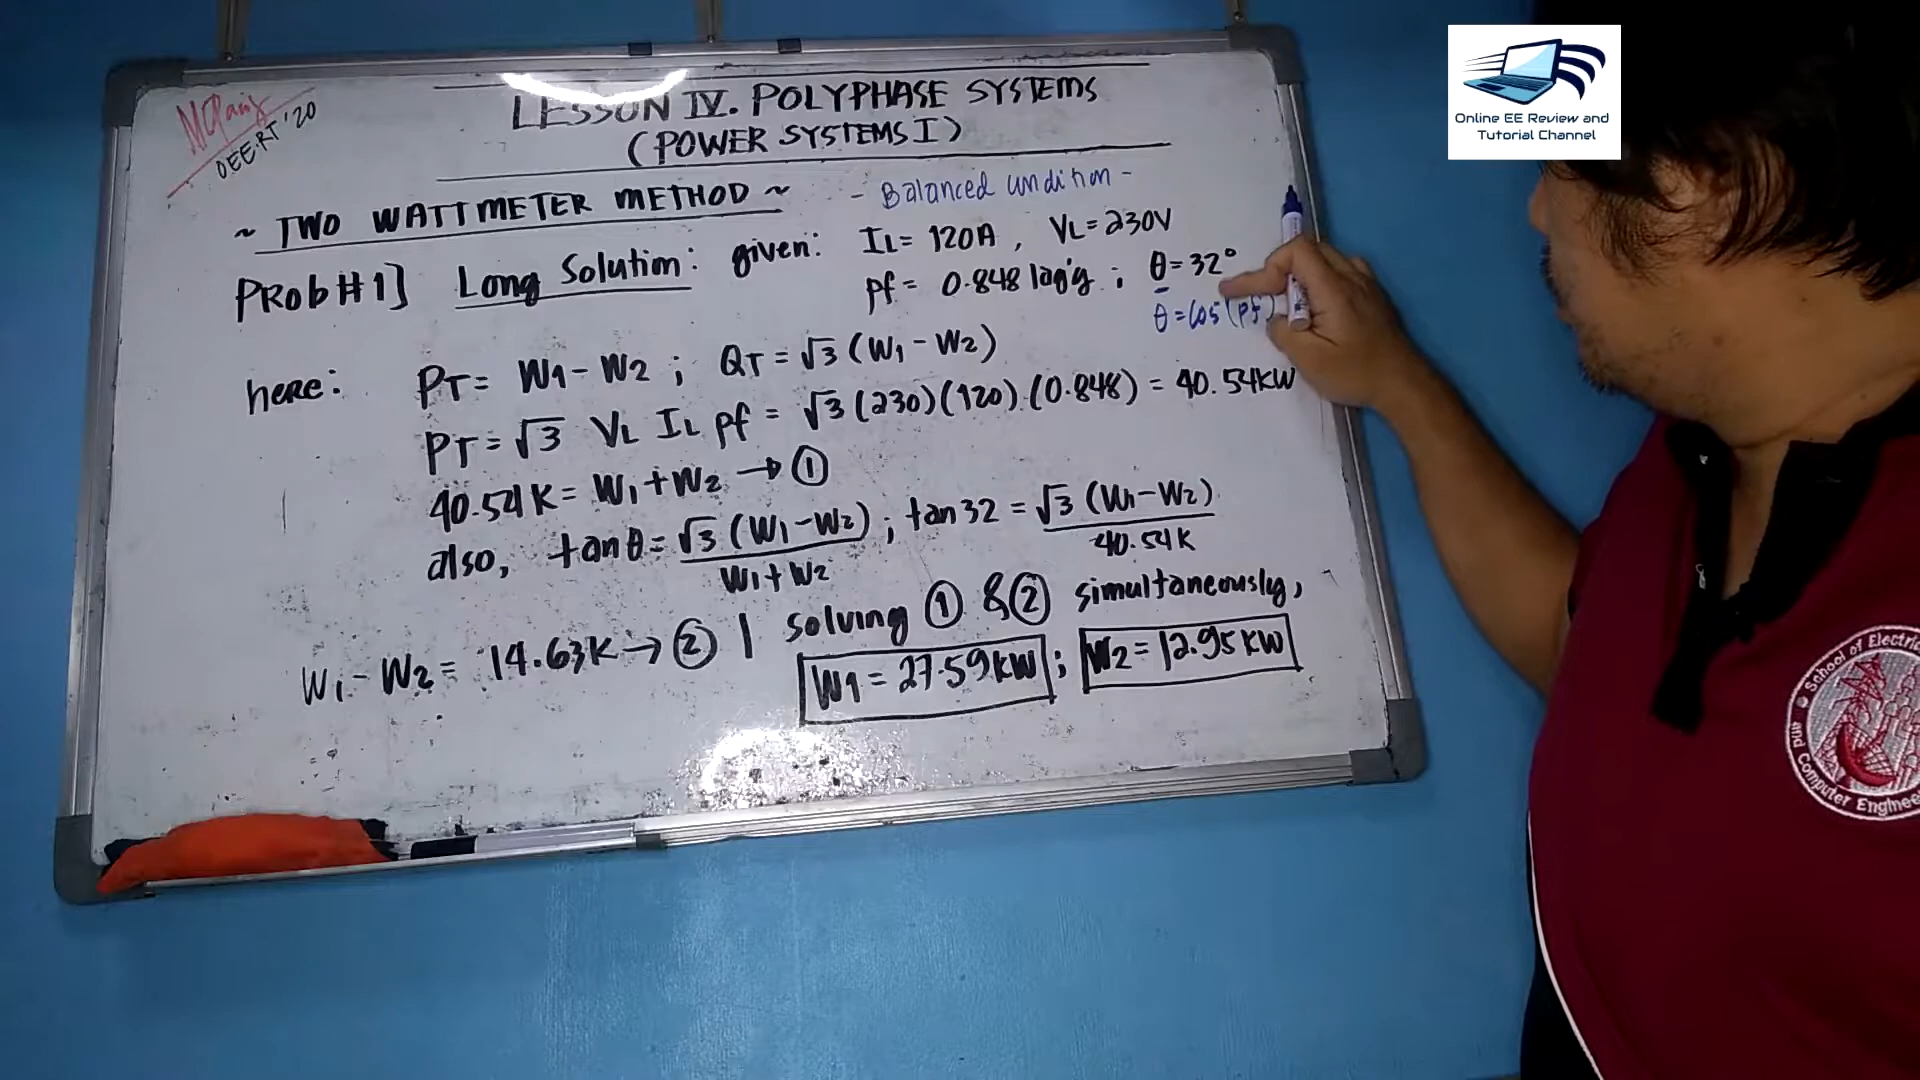 OEERT '20
LESSON IV. POLYPHASE SYSTEMS
(POWER SYSTEMS I)
~ TWO WATTMETER METHOD ~ - Balanced condition -
PROb#1] Long Solution: given: IL = 120A, VL = 230V
pf = 0.848 lag'g ; θ = 32°
θ = cos⁻(pf)
here: PT = W1 - W2 ; QT = √3 (W1 - W2)
PT = √3 VL IL pf = √3 (230)(120)(0.848) = 40.54KW
40.54K = W1 + W2 → ①
also, tan θ = √3 (W1 - W2) / W1 + W2 ; tan 32 = √3 (W1 - W2) / 40.54K
W1 - W2 = 14.63K → ② | solving ① & ② simultaneously,
W1 = 27.59KW ; W2 = 12.95KW
Online EE Review and
Tutorial Channel
School of Electric
and Computer Enginee